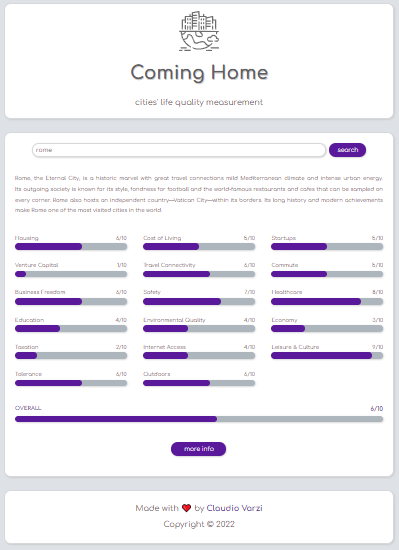 Coming Home
cities' life quality measurement
rome
search
Rome, the Eternal City, is a historic marvel with great travel connections mild Mediterranean climate and intense urban energy.
Its outgoing society is known for its style, fondness for football and the world-famous restaurants and cafes that can be sampled on
every corner. Rome also hosts an independent country—Vatican City—within its borders. Its long history and modern achievements
make Rome one of the most visited cities in the world.
Housing 6/10
Cost of Living 5/10
Startups 5/10
Venture Capital 1/10
Travel Connectivity 6/10
Commute 5/10
Business Freedom 6/10
Safety 7/10
Healthcare 8/10
Education 4/10
Environmental Quality 4/10
Economy 3/10
Taxation 2/10
Internet Access 4/10
Leisure & Culture 9/10
Tolerance 6/10
Outdoors 6/10
OVERALL 6/10
more info
Made with ❤ by Claudio Varzi
Copyright © 2022